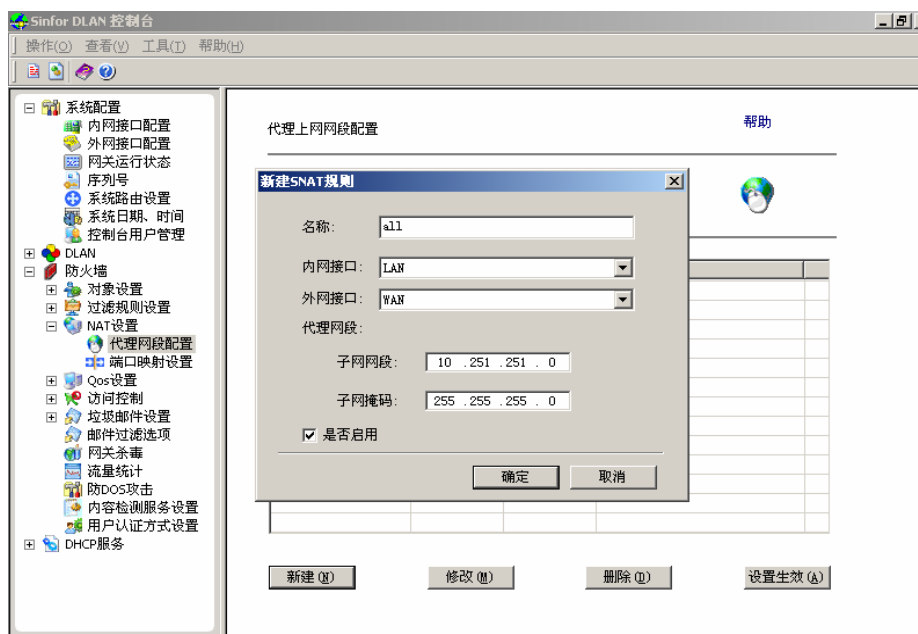 Sinfor DLAN 控制台
操作(O) 查看(V) 工具(T) 帮助(H)
系统配置
内网接口配置
外网接口配置
网关运行状态
序列号
系统路由设置
系统日期、时间
控制台用户管理
DLAN
防火墙
对象设置
过滤规则设置
NAT设置
代理网段配置
端口映射设置
Qos设置
访问控制
垃圾邮件设置
邮件过滤选项
网关杀毒
流量统计
防DOS攻击
内容检测服务设置
用户认证方式设置
DHCP服务
代理上网网段配置
帮助
新建SNAT规则
名称: all
内网接口: LAN
外网接口: WAN
代理网段:
子网网段: 10 .251 .251 . 0
子网掩码: 255 .255 .255 . 0
是否启用
确定 取消
新建(N) 修改(M) 删除(D) 设置生效(A)